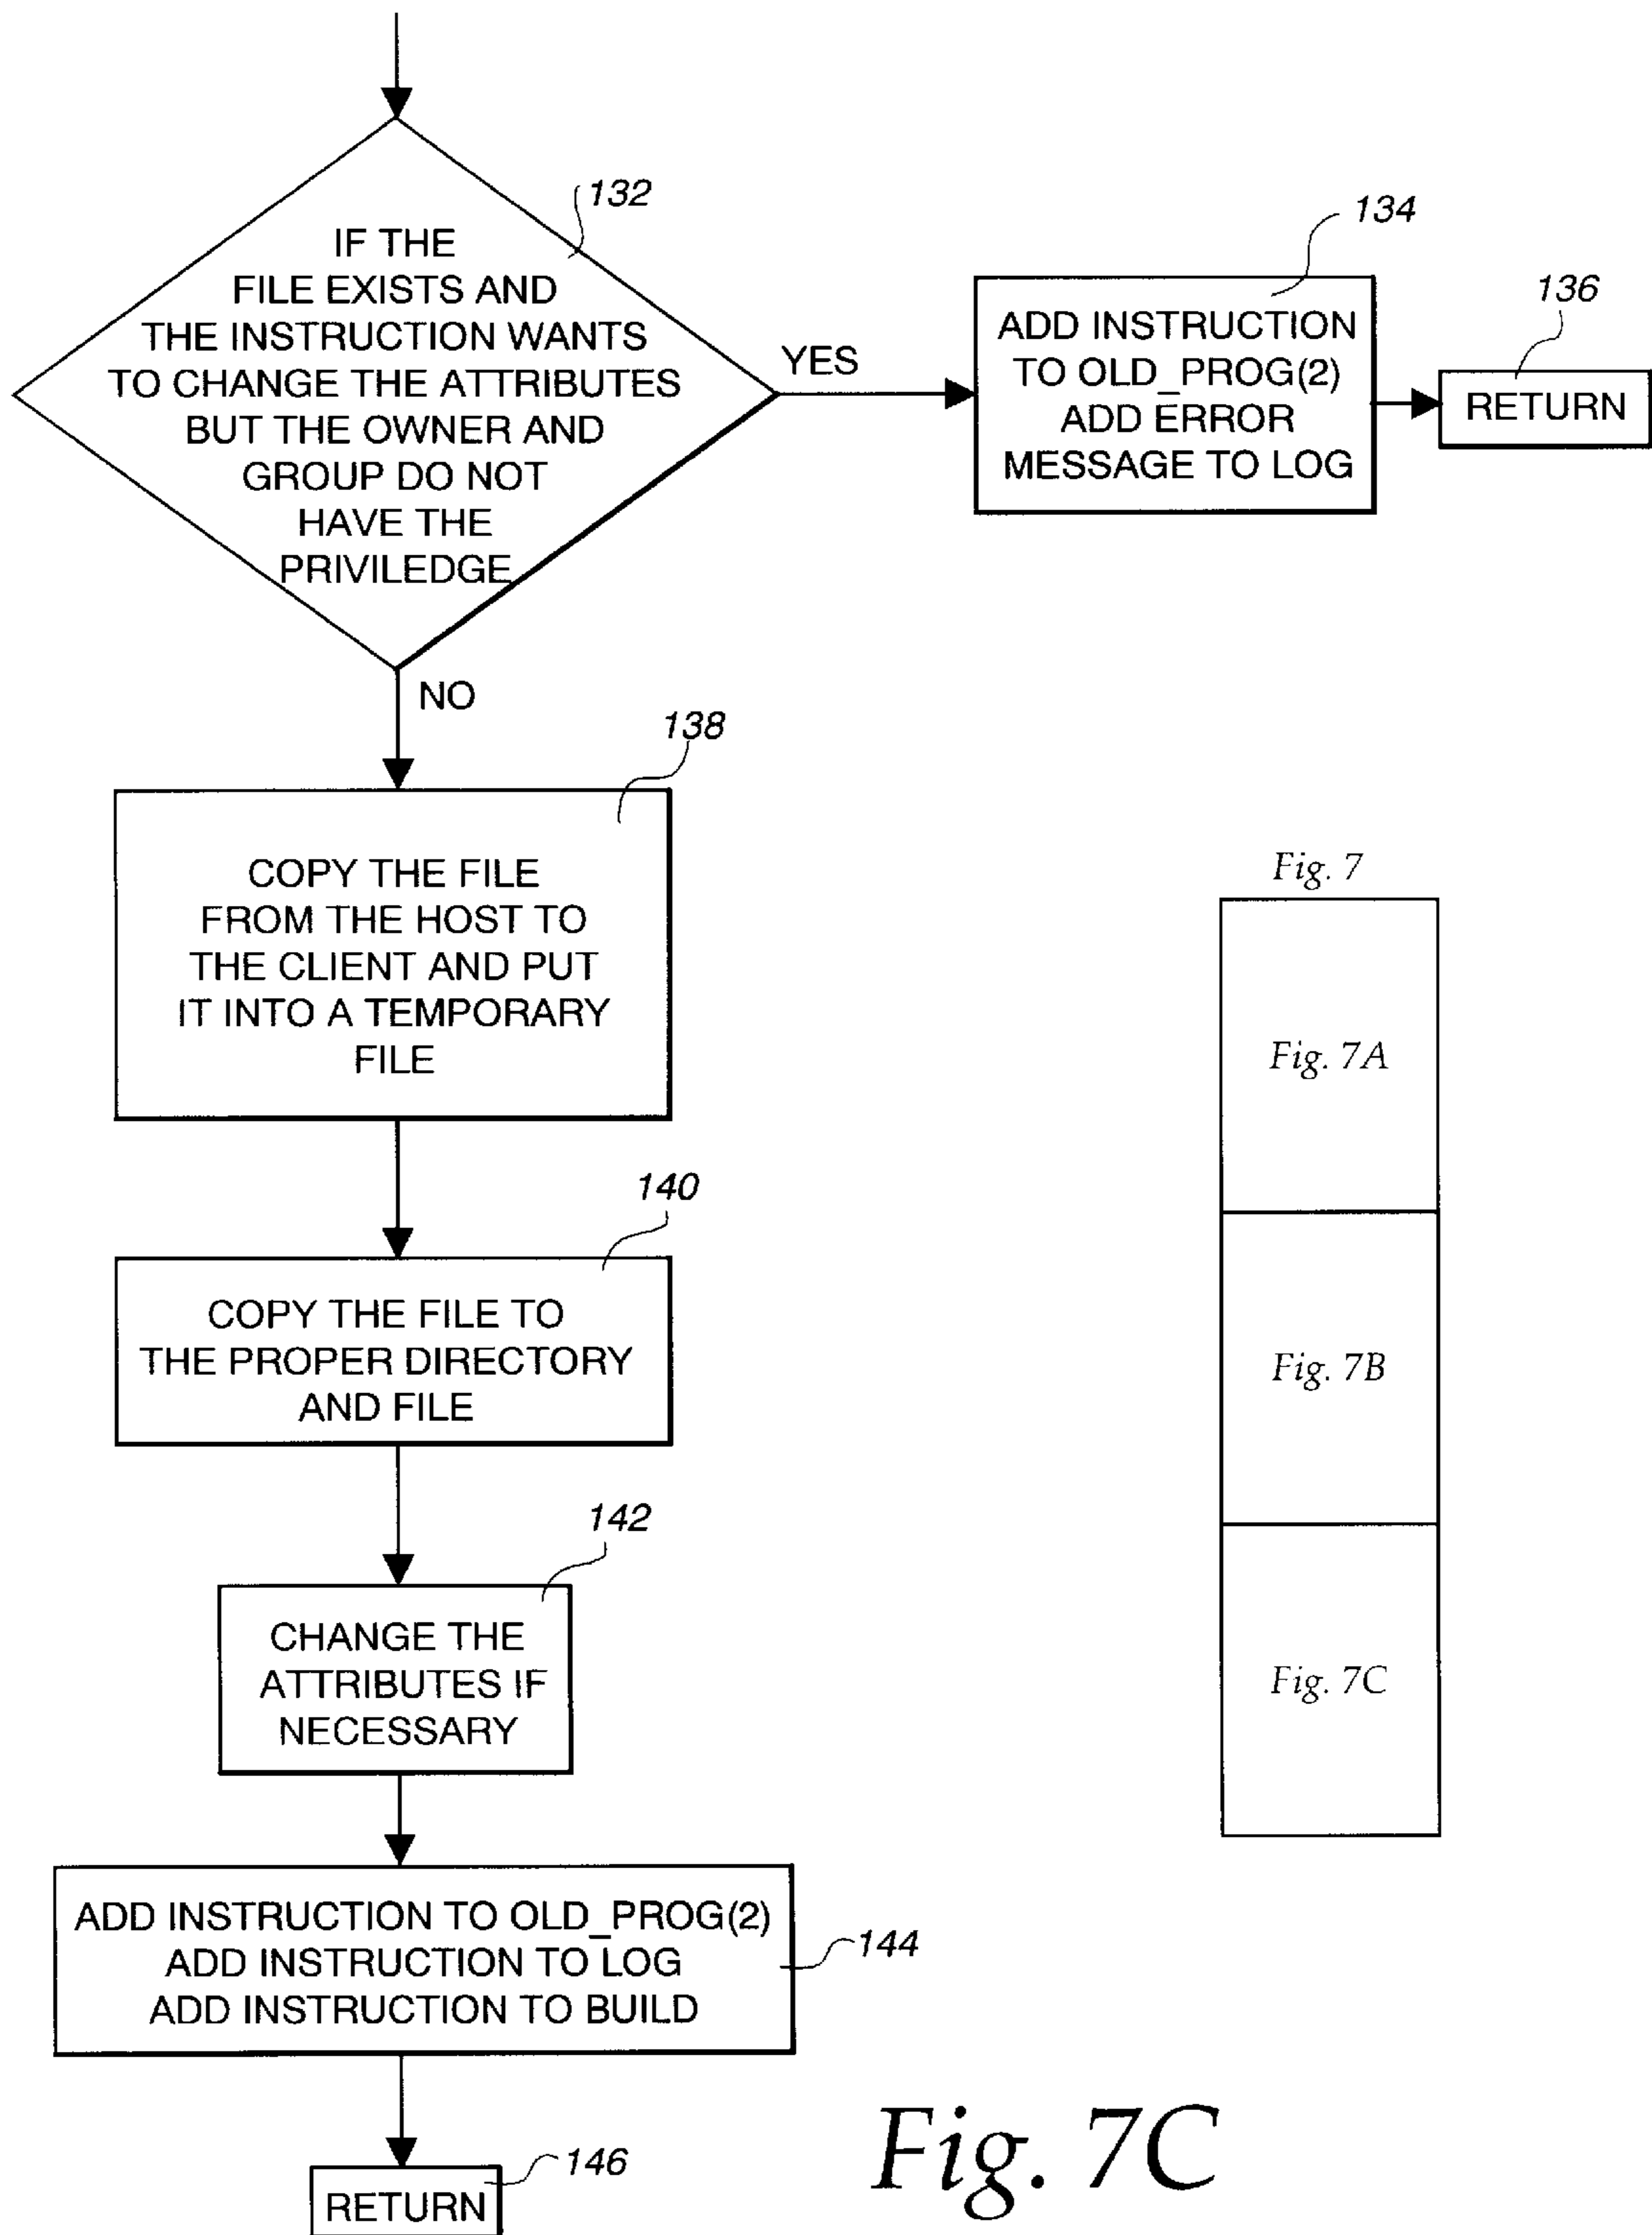 132
IF THE
FILE EXISTS AND
THE INSTRUCTION WANTS
TO CHANGE THE ATTRIBUTES
BUT THE OWNER AND
GROUP DO NOT
HAVE THE
PRIVILEDGE
YES
134
ADD INSTRUCTION
TO OLD_PROG(2)
ADD ERROR
MESSAGE TO LOG
136
RETURN
NO
138
COPY THE FILE
FROM THE HOST TO
THE CLIENT AND PUT
IT INTO A TEMPORARY
FILE
140
COPY THE FILE TO
THE PROPER DIRECTORY
AND FILE
142
CHANGE THE
ATTRIBUTES IF
NECESSARY
ADD INSTRUCTION TO OLD_PROG(2)
ADD INSTRUCTION TO LOG
ADD INSTRUCTION TO BUILD
144
146
RETURN
Fig. 7
Fig. 7A
Fig. 7B
Fig. 7C
Fig. 7C